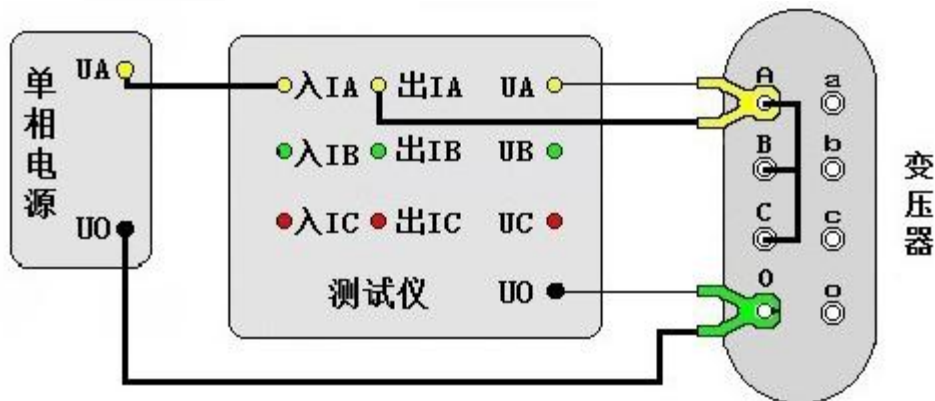 单相电源
UA
UO
入IA 出IA UA
入IB 出IB UB
入IC 出IC UC
测试仪 UO
A a
B b
C c
0 o
变压器